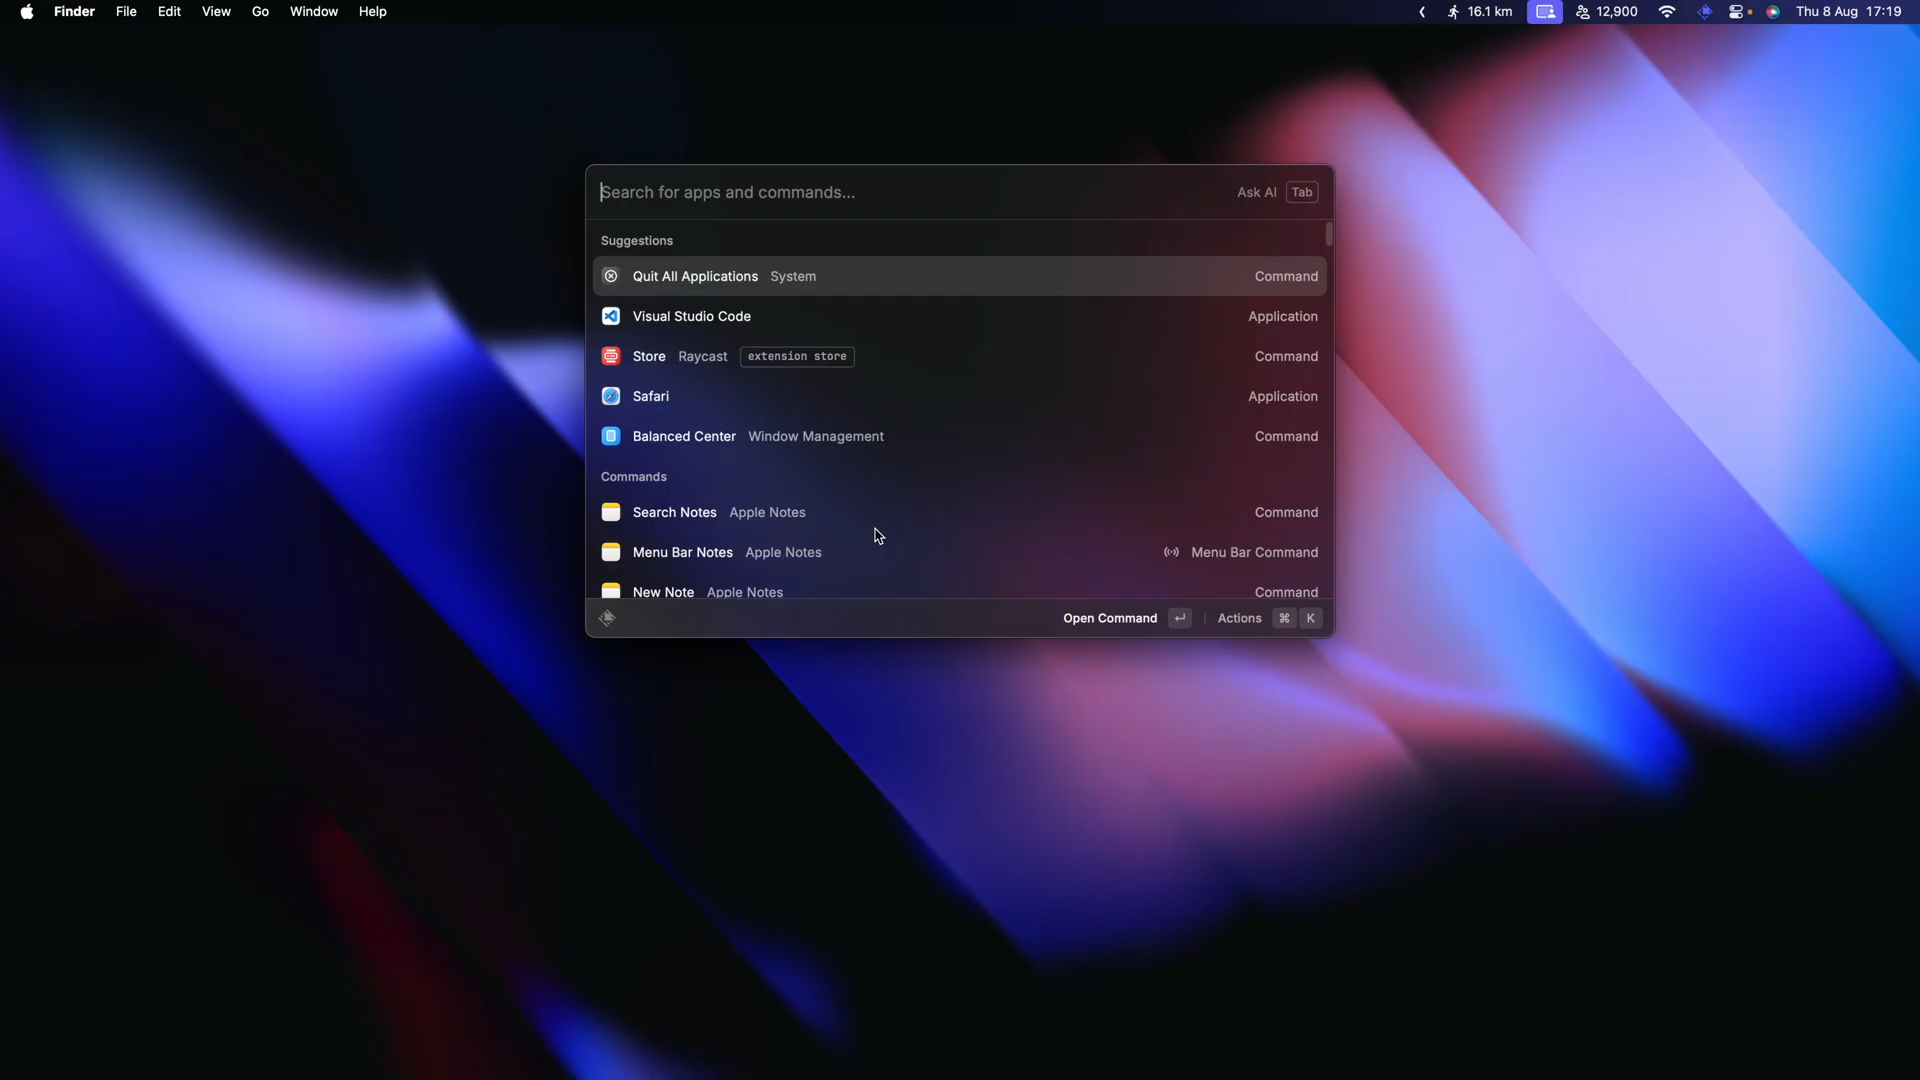 Finder File Edit View Go Window Help 16.1 km 12,900 Thu 8 Aug 17:19
Search for apps and commands... Ask AI Tab
Suggestions
Quit All Applications System Command
Visual Studio Code Application
Store Raycast extension store Command
Safari Application
Balanced Center Window Management Command
Commands
Search Notes Apple Notes Command
Menu Bar Notes Apple Notes Menu Bar Command
New Note Apple Notes Command
Open Command ↵ Actions ⌘ K